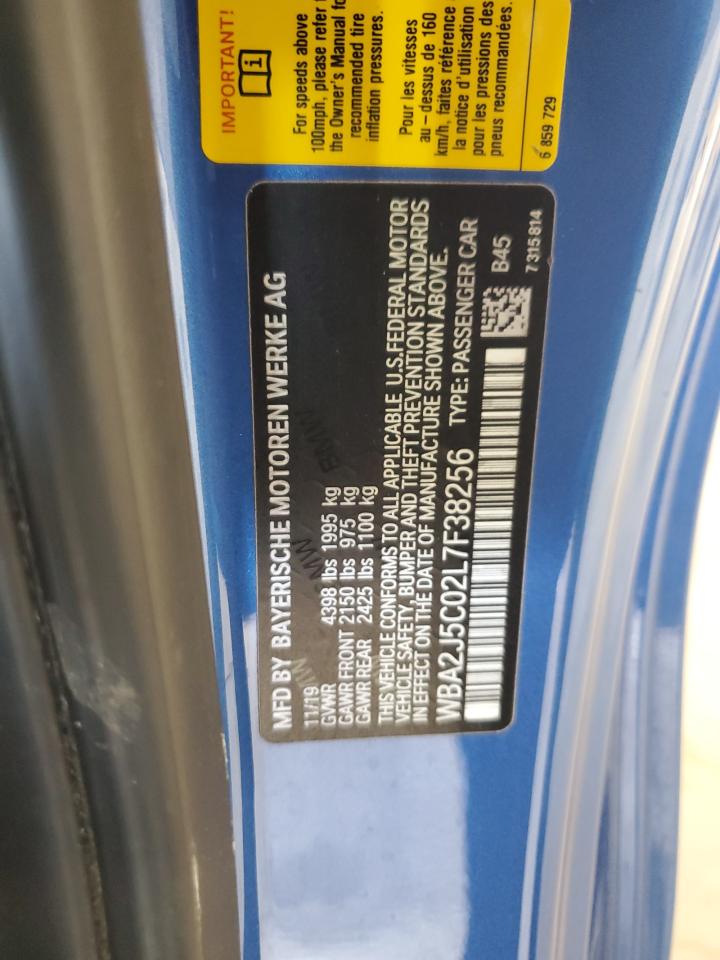 MFD BY BAYERISCHE MOTOREN WERKE AG
11/19
GVWR 4398 lbs 1995 kg
GAWR FRONT 2150 lbs 975 kg
GAWR REAR 2425 lbs 1100 kg
THIS VEHICLE CONFORMS TO ALL APPLICABLE U.S.FEDERAL MOTOR
VEHICLE SAFETY, BUMPER AND THEFT PREVENTION STANDARDS
IN EFFECT ON THE DATE OF MANUFACTURE SHOWN ABOVE.
WBA2J5C02L7F38256 TYPE: PASSENGER CAR
B45
7 315 814
IMPORTANT!
For speeds above
100mph, please refer
the Owner's Manual
recommended tire
inflation pressures.
Pour les vitesses
au - dessus de 160
km/h, faites référence
la notice d'utilisation
pour les pressions des
pneus recommandées.
6 859 729